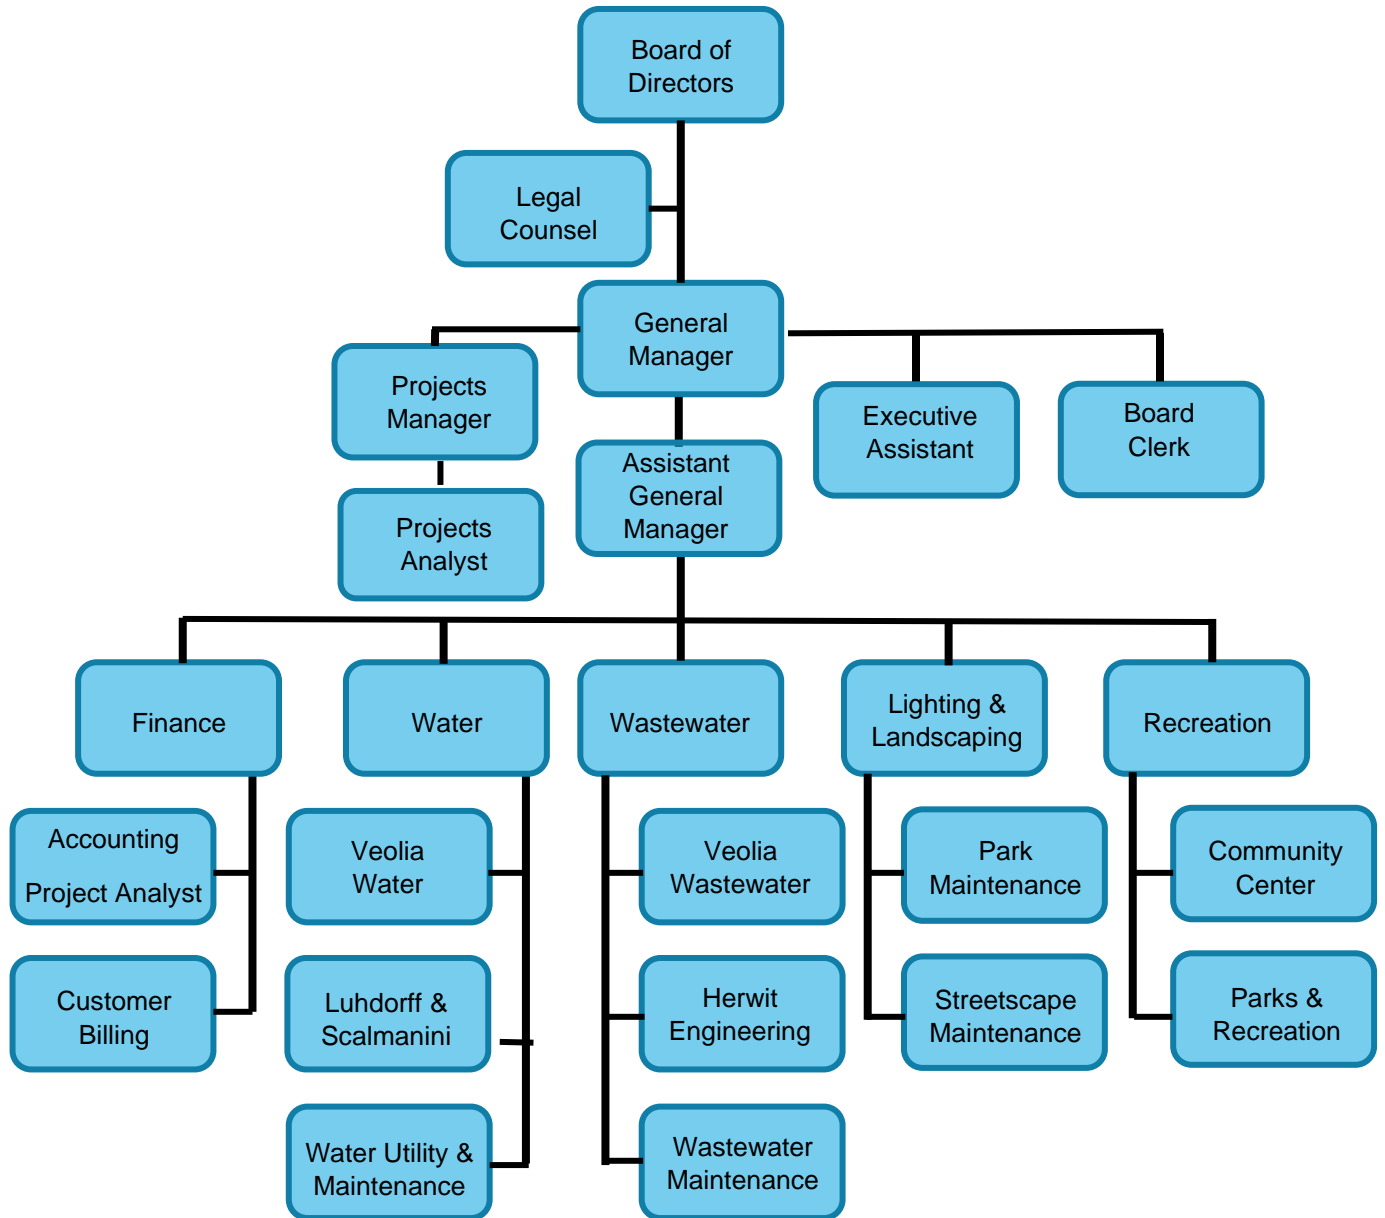 Board of
Directors
Legal
Counsel
General
Manager
Projects
Manager
Executive
Assistant
Board
Clerk
Assistant
General
Manager
Projects
Analyst
Finance
Water
Wastewater
Lighting &
Landscaping
Recreation
Accounting
Project Analyst
Veolia
Water
Veolia
Wastewater
Park
Maintenance
Community
Center
Customer
Billing
Luhdorff &
Scalmanini
Herwit
Engineering
Streetscape
Maintenance
Parks &
Recreation
Water Utility &
Maintenance
Wastewater
Maintenance